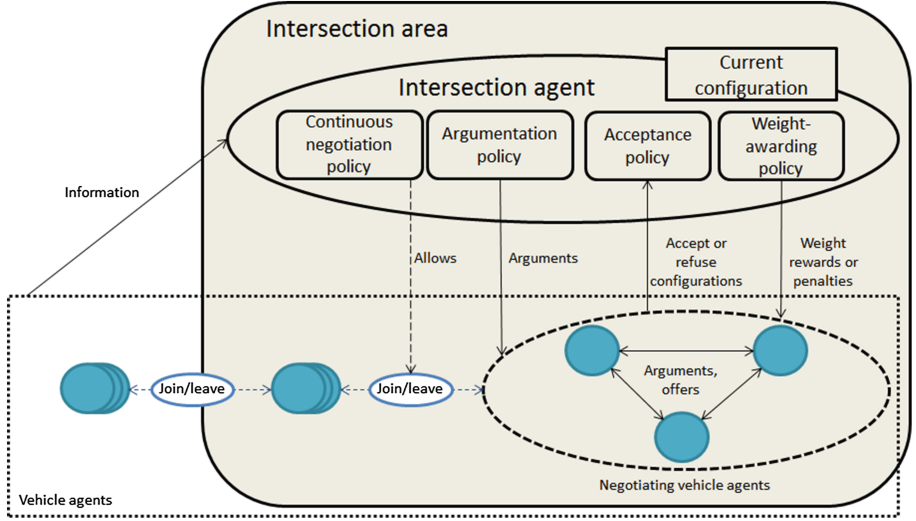 Intersection area
Current
configuration
Intersection agent
Continuous
negotiation
policy
Argumentation
policy
Acceptance
policy
Weight-
awarding
policy
Information
Allows
Arguments
Accept or
refuse
configurations
Weight
rewards or
penalties
Join/leave
Join/leave
Arguments,
offers
Negotiating vehicle agents
Vehicle agents